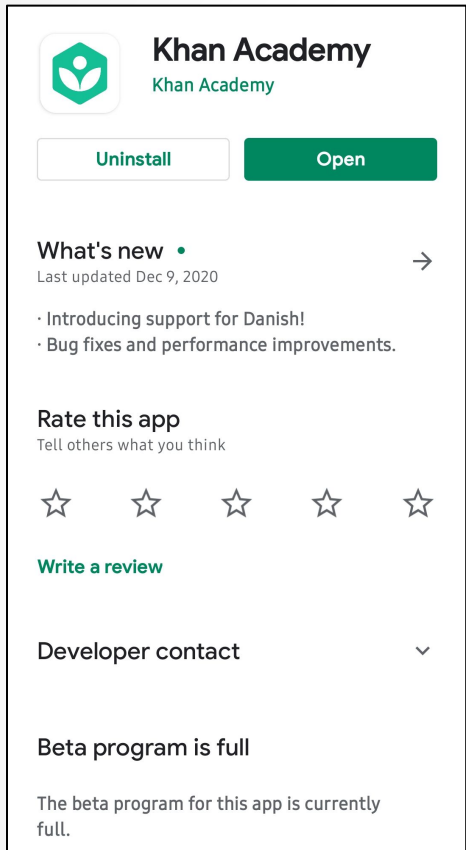 Khan Academy
Khan Academy
Uninstall
Open
What's new
Last updated Dec 9, 2020
· Introducing support for Danish!
· Bug fixes and performance improvements.
Rate this app
Tell others what you think
Write a review
Developer contact
Beta program is full
The beta program for this app is currently
full.